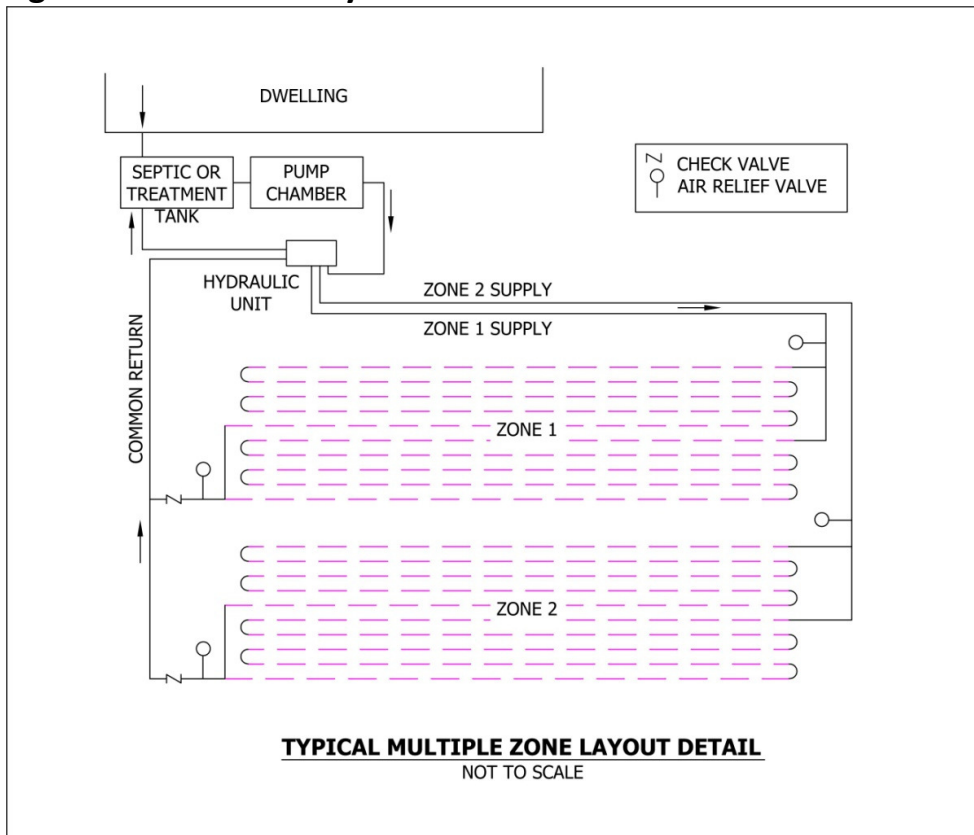 DWELLING
SEPTIC OR
TREATMENT
TANK
PUMP
CHAMBER
CHECK VALVE
AIR RELIEF VALVE
HYDRAULIC
UNIT
ZONE 2 SUPPLY
ZONE 1 SUPPLY
COMMON RETURN
ZONE 1
ZONE 2
TYPICAL MULTIPLE ZONE LAYOUT DETAIL
NOT TO SCALE